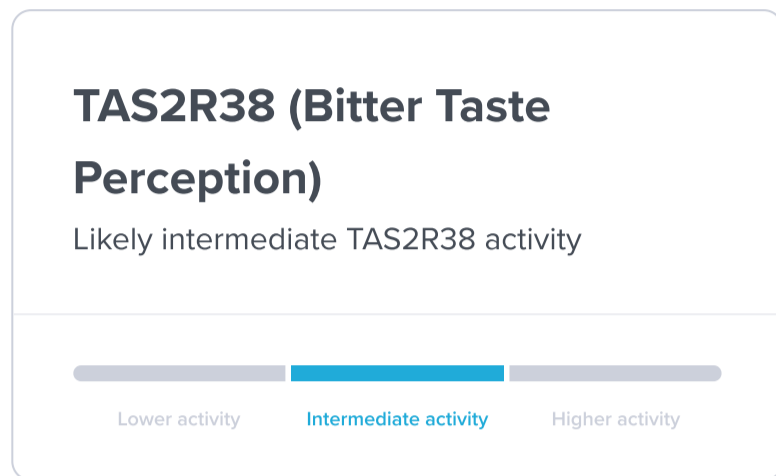 TAS2R38 (Bitter Taste
Perception)
Likely intermediate TAS2R38 activity
Lower activity
Intermediate activity
Higher activity